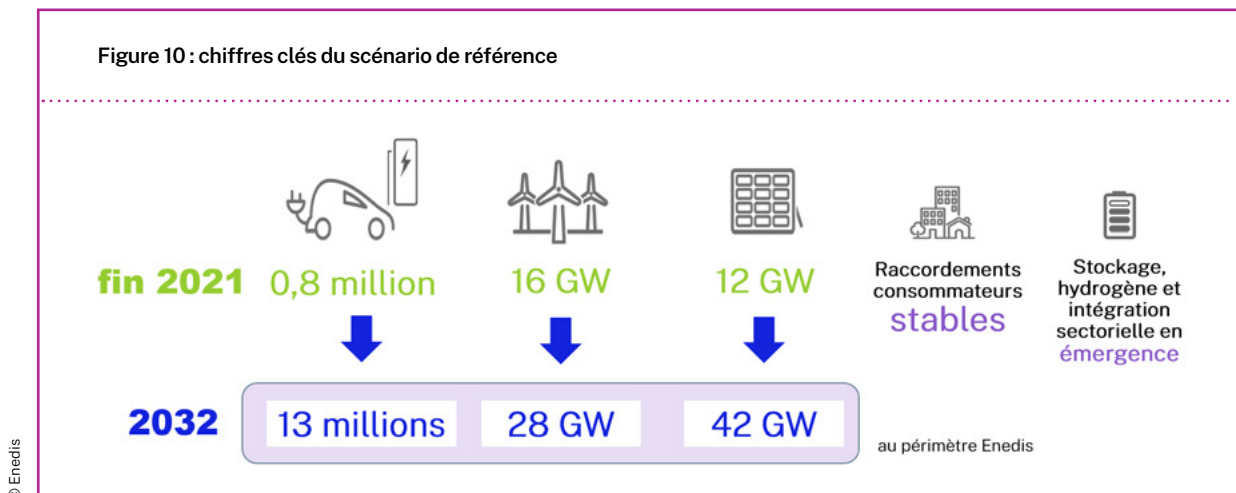 Figure 10 : chiffres clés du scénario de référence
fin 2021
0,8 million
16 GW
12 GW
Raccordements
consommateurs
stables
Stockage,
hydrogène et
intégration
sectorielle en
émergence
2032
13 millions
28 GW
42 GW
au périmètre Enedis
© Enedis